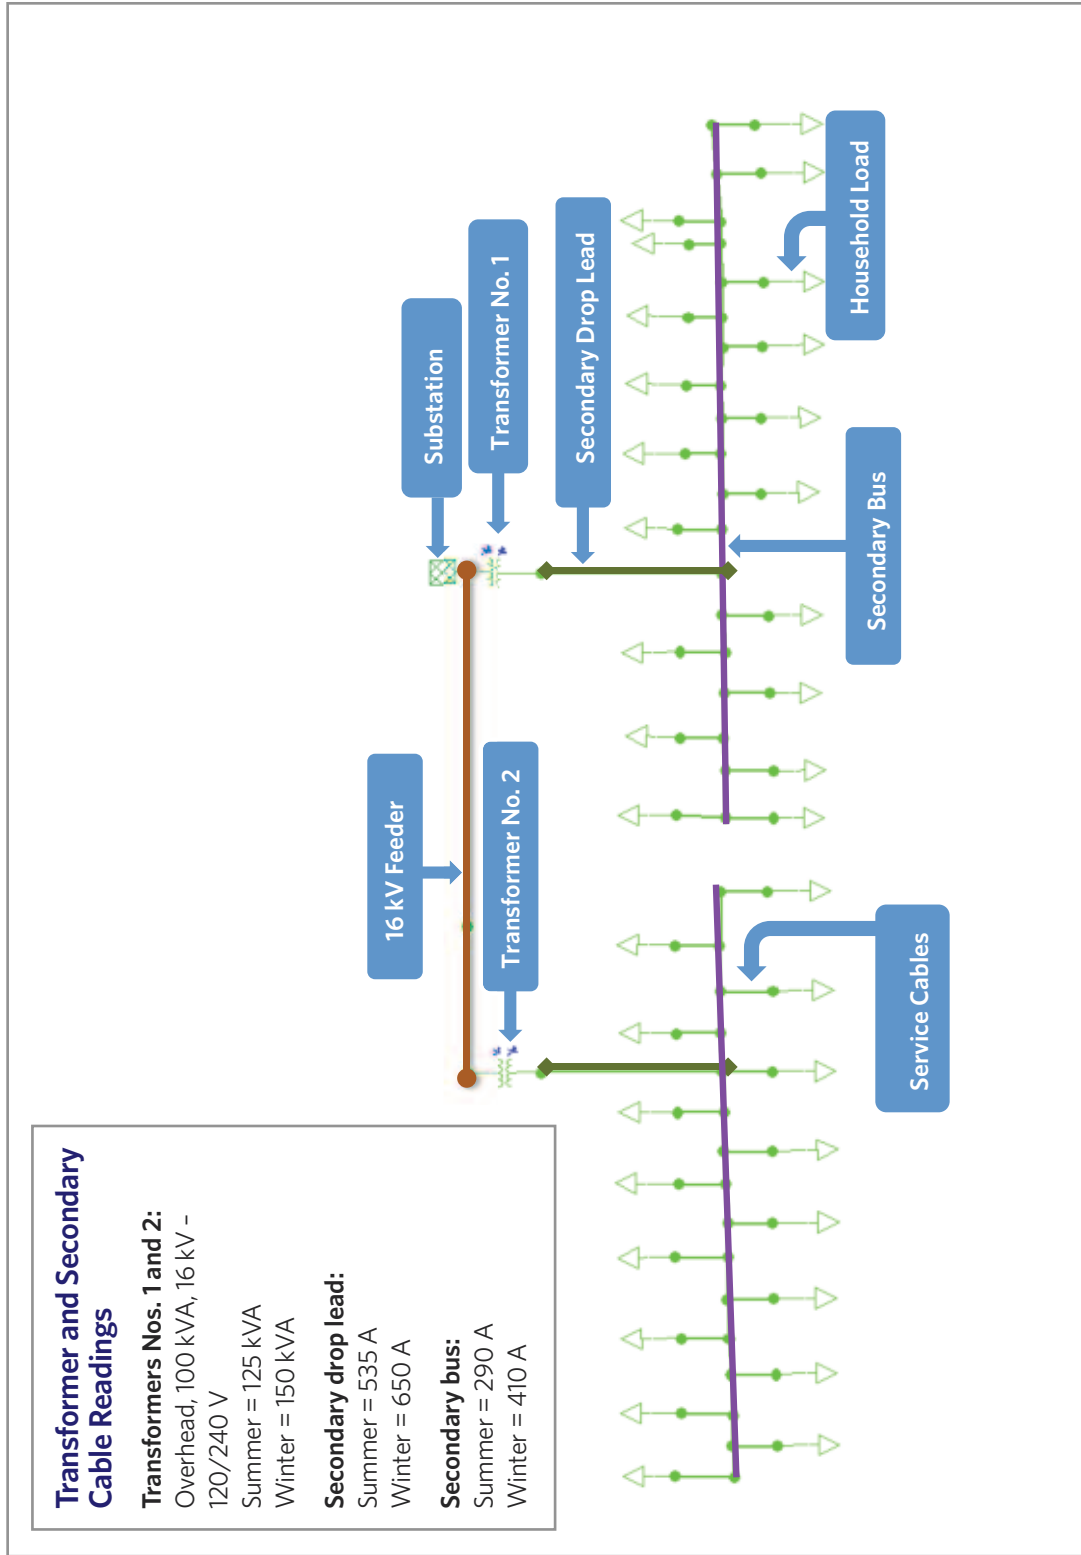 Transformer and Secondary
Cable Readings
Transformers Nos. 1 and 2:
Overhead, 100 kVA, 16 kV –
120/240 V
Summer = 125 kVA
Winter = 150 kVA
Secondary drop lead:
Summer = 535 A
Winter = 650 A
Secondary bus:
Summer = 290 A
Winter = 410 A
16 kV Feeder
Substation
Transformer No. 2
Transformer No. 1
Secondary Drop Lead
Service Cables
Secondary Bus
Household Load